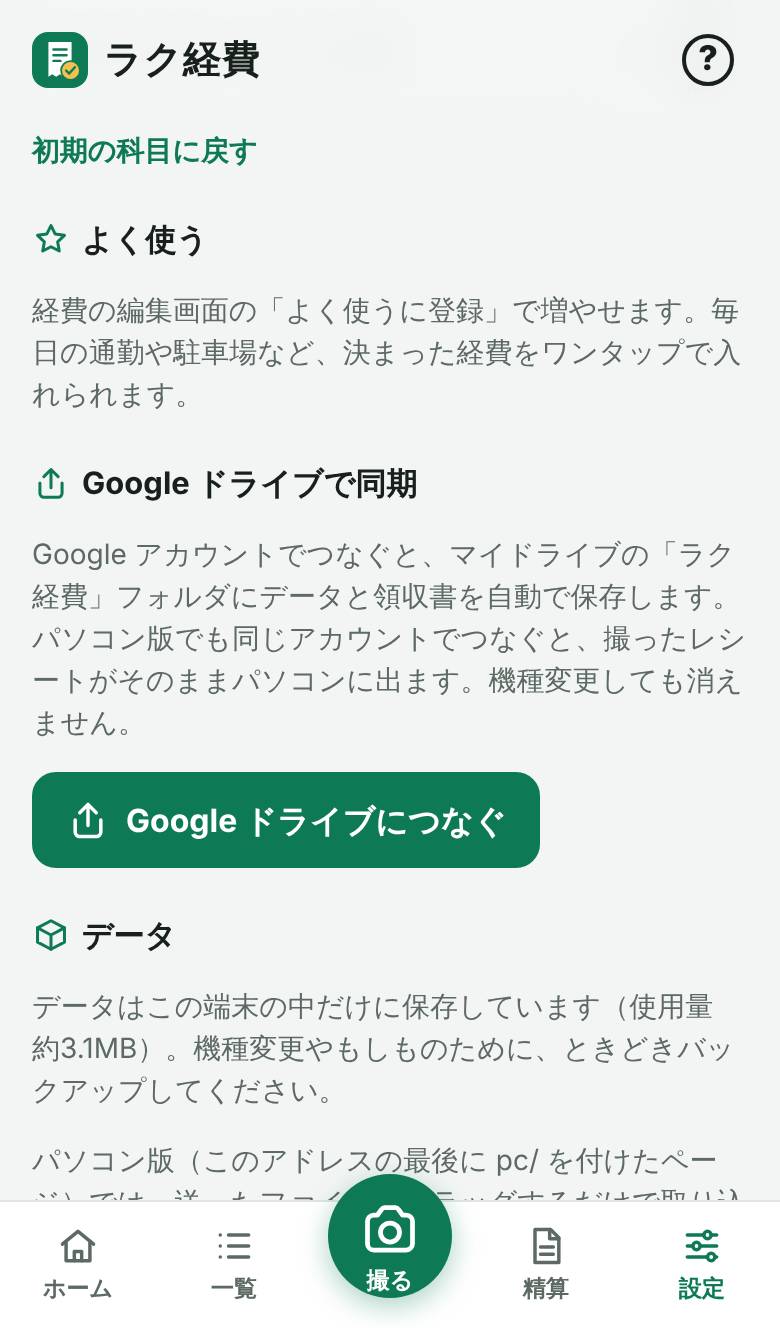 ラク経費
?
初期の科目に戻す
よく使う
経費の編集画面の「よく使うに登録」で増やせます。毎
日の通勤や駐車場など、決まった経費をワンタップで入
れられます。
Google ドライブで同期
Google アカウントでつなぐと、マイドライブの「ラク
経費」フォルダにデータと領収書を自動で保存します。
パソコン版でも同じアカウントでつなぐと、撮ったレシ
ートがそのままパソコンに出ます。機種変更しても消え
ません。
Google ドライブにつなぐ
データ
データはこの端末の中だけに保存しています（使用量
約3.1MB）。機種変更やもしものために、ときどきバッ
クアップしてください。
パソコン版（このアドレスの最後に pc/ を付けたペー
ホーム
一覧
撮る
精算
設定